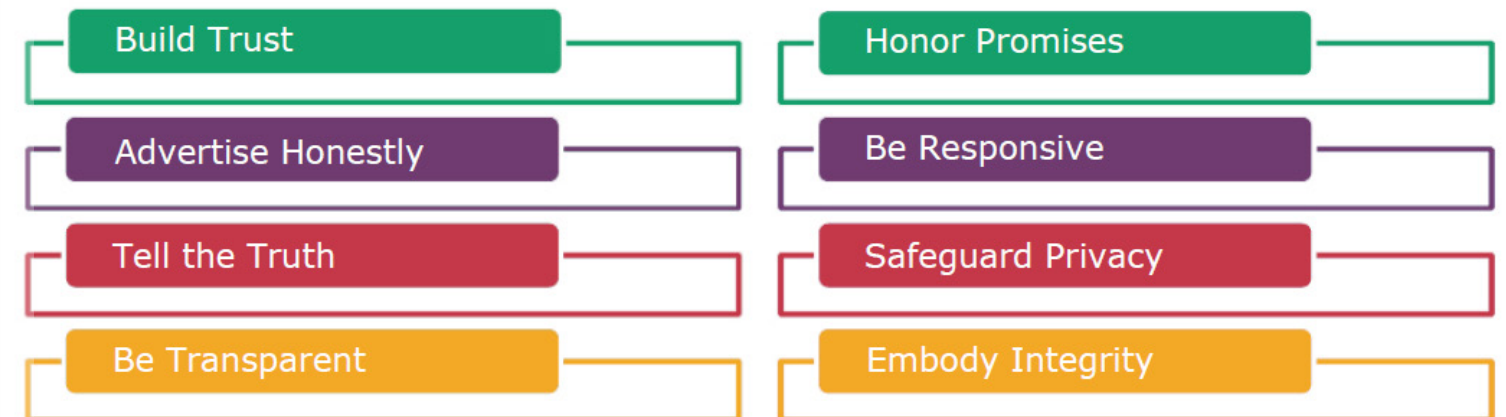 Build Trust
Honor Promises
Advertise Honestly
Be Responsive
Tell the Truth
Safeguard Privacy
Be Transparent
Embody Integrity